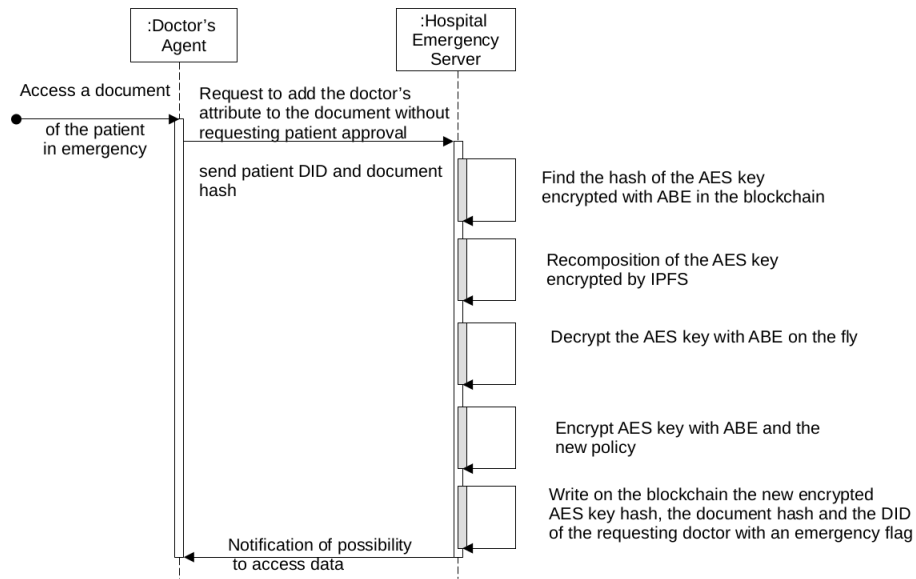 :Doctor's
Agent
:Hospital
Emergency
Server
Access a document
of the patient
in emergency
Request to add the doctor's
attribute to the document without
requesting patient approval
send patient DID and document
hash
Find the hash of the AES key
encrypted with ABE in the blockchain
Recomposition of the AES key
encrypted by IPFS
Decrypt the AES key with ABE on the fly
Encrypt AES key with ABE and the
new policy
Write on the blockchain the new encrypted
AES key hash, the document hash and the DID
of the requesting doctor with an emergency flag
Notification of possibility
to access data